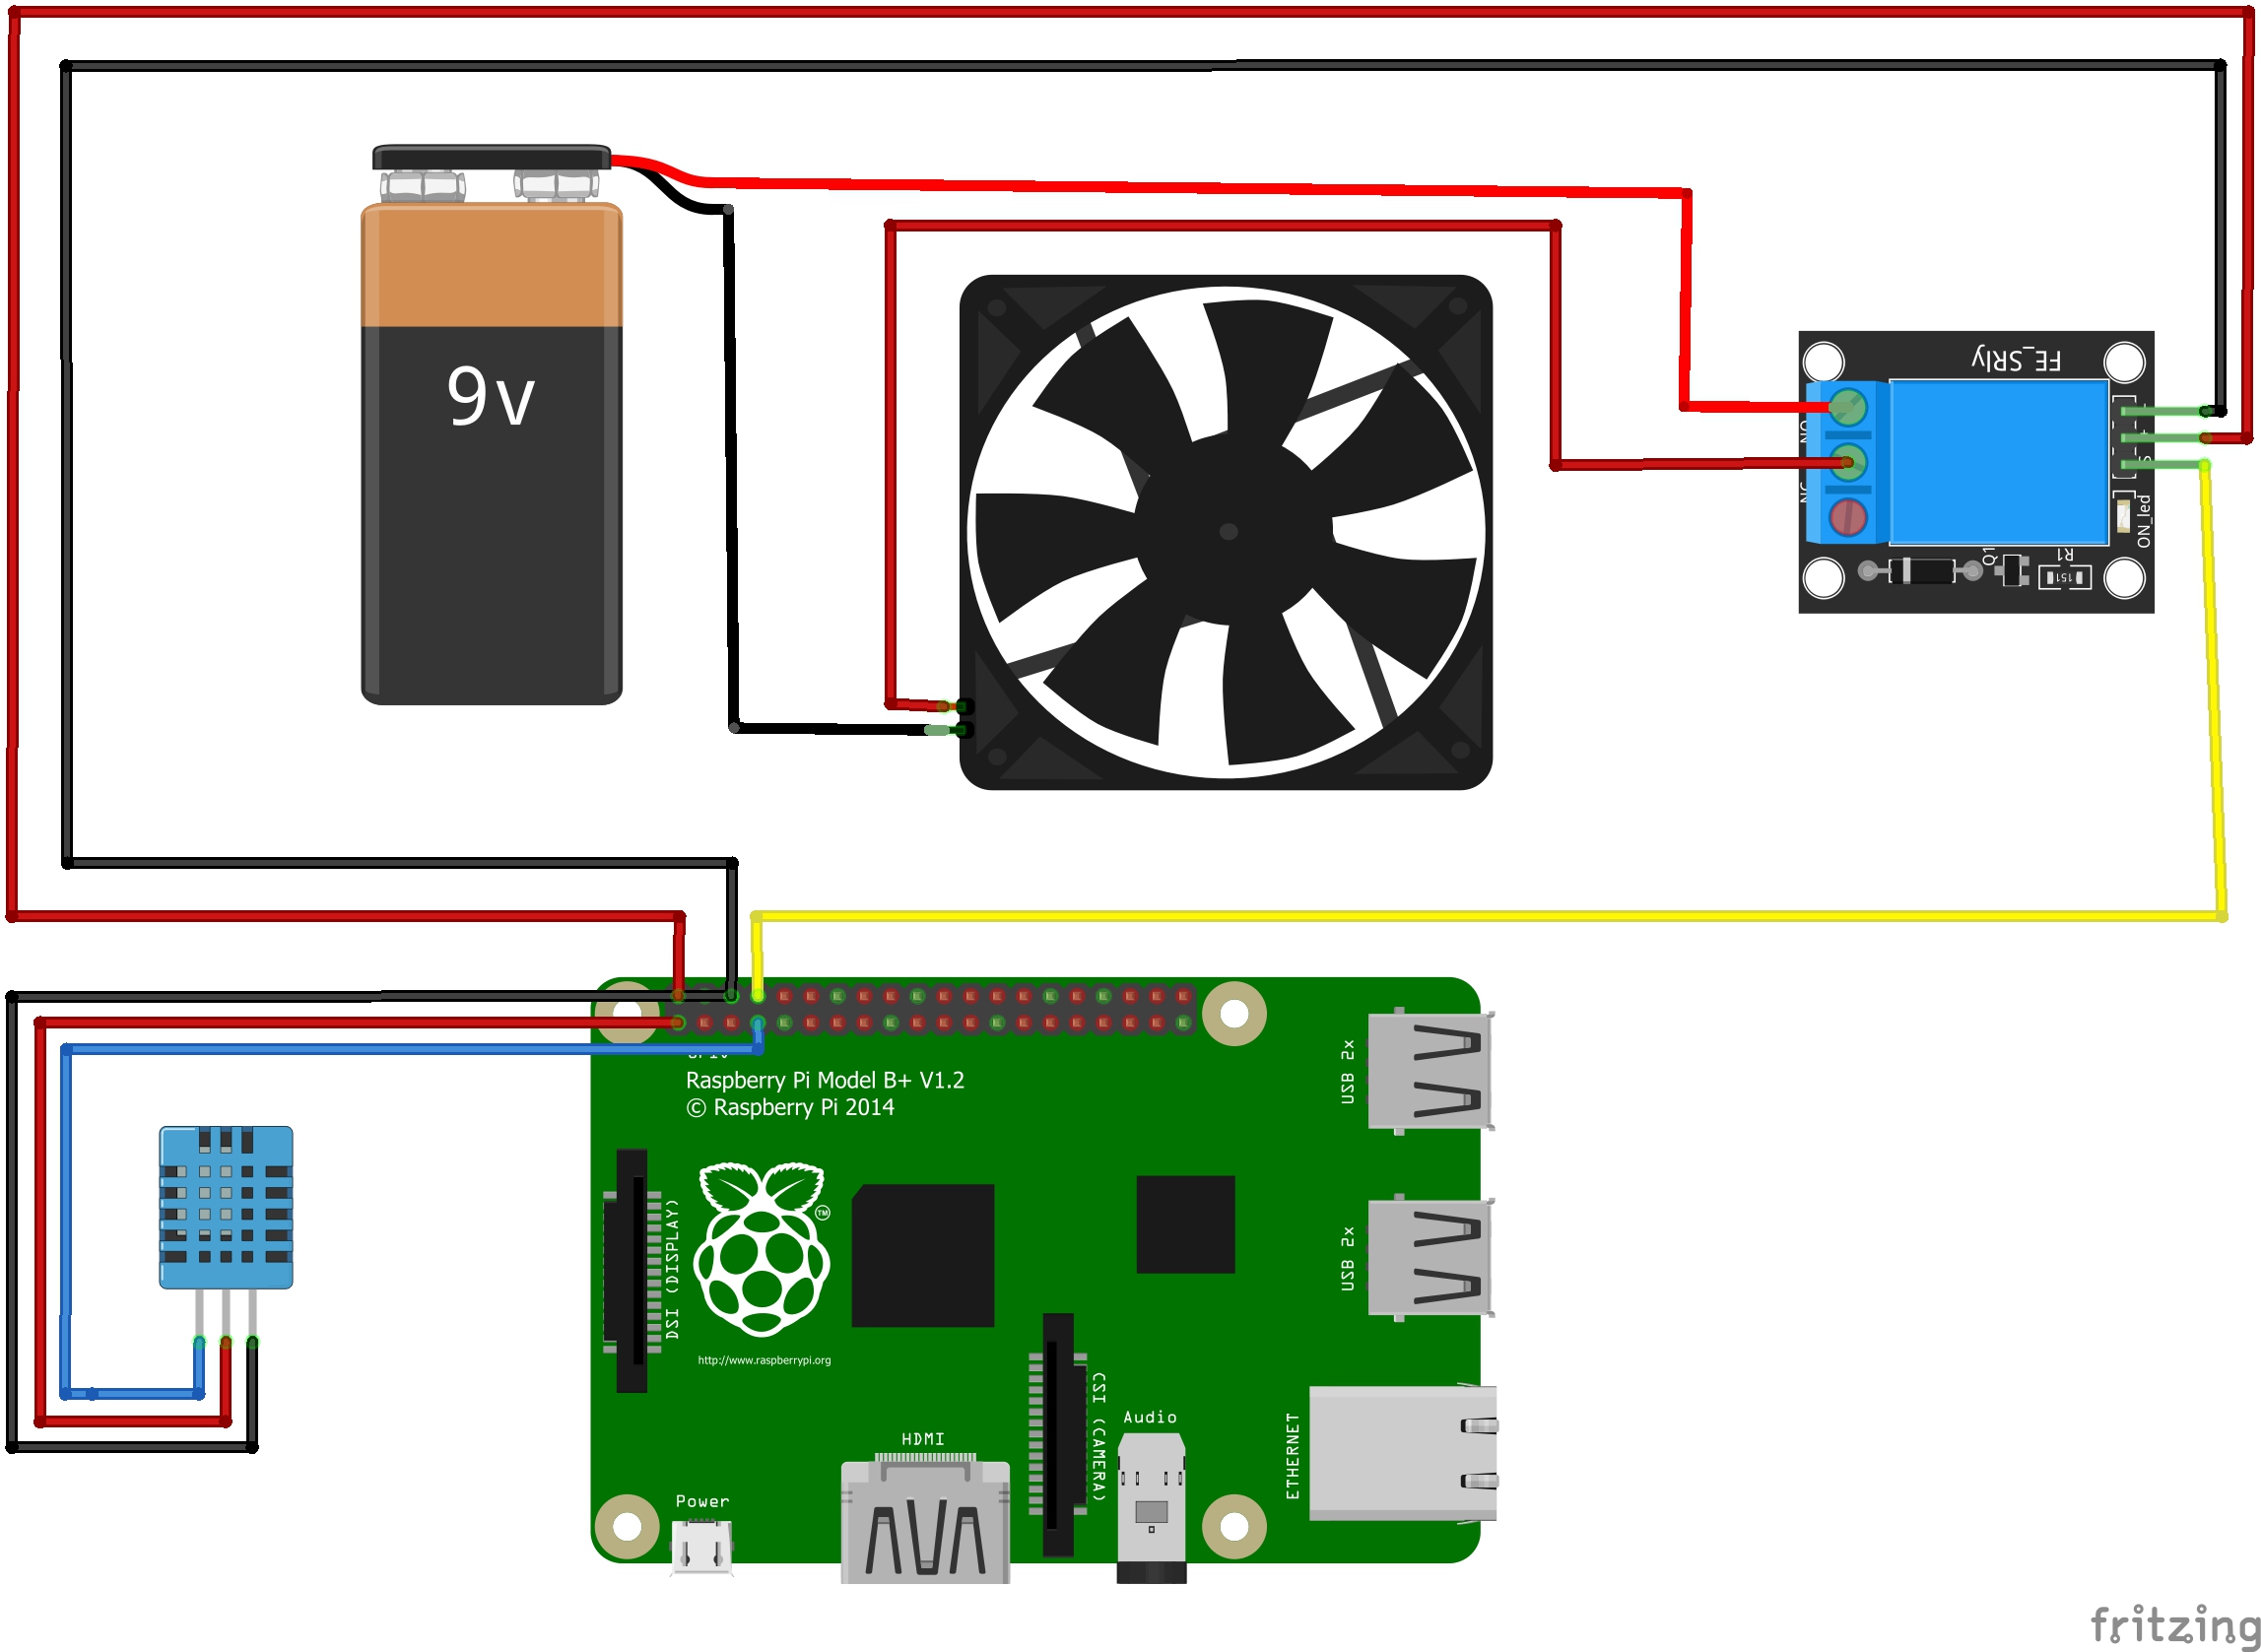 9v
FE_SRly
NO
NC
-
+
S
ON_led
Q1
R1
151
Raspberry Pi Model B+ V1.2
© Raspberry Pi 2014
USB 2x
TM
DSI (DISPLAY)
USB 2x
http://www.raspberrypi.org
CSI (CAMERA)
Audio
ETHERNET
HDMI
Power
fritzing